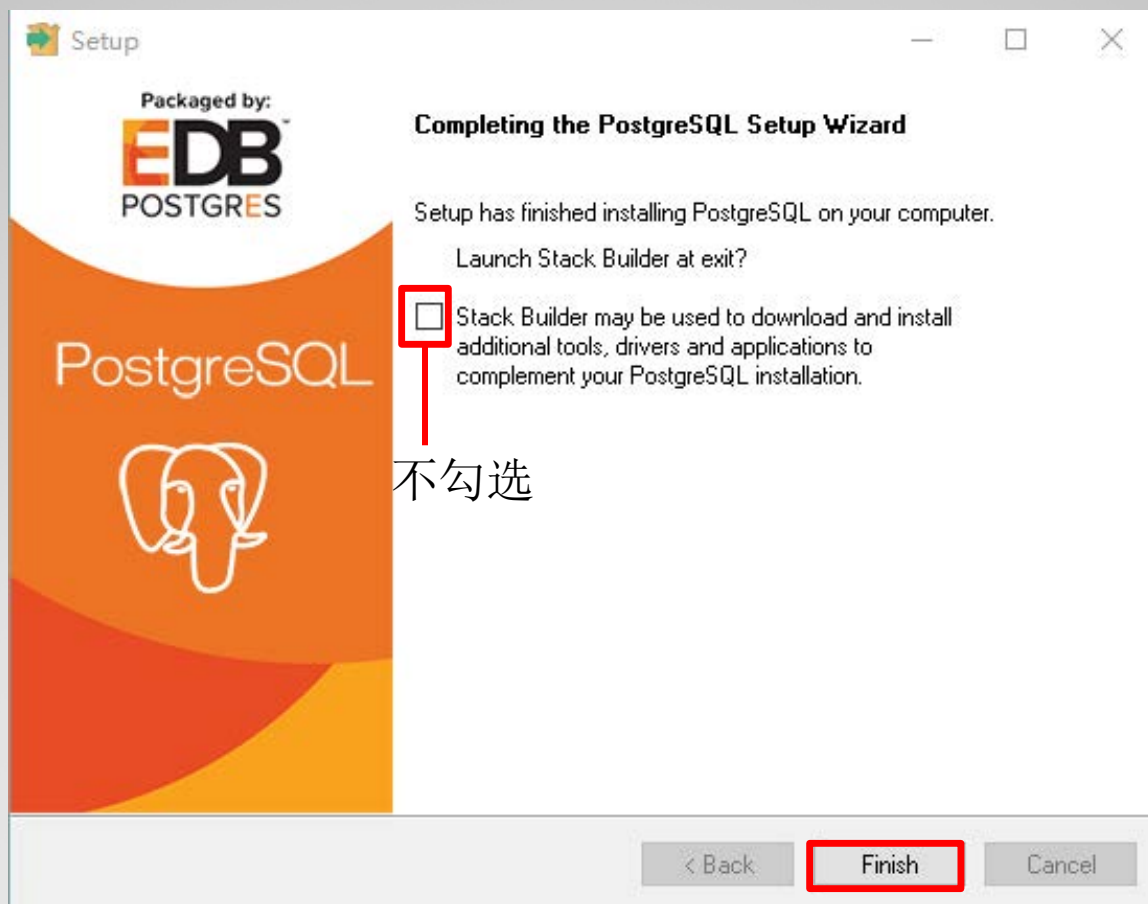 Setup
Packaged by:
EDB™
POSTGRES
PostgreSQL
Completing the PostgreSQL Setup Wizard
Setup has finished installing PostgreSQL on your computer.
Launch Stack Builder at exit?
Stack Builder may be used to download and install
additional tools, drivers and applications to
complement your PostgreSQL installation.
不勾选
< Back
Finish
Cancel